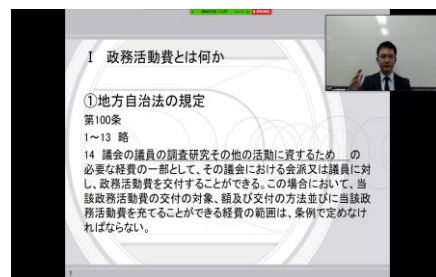 Ⅰ 政務活動費とは何か
①地方自治法の規定
第100条
1~13 略
14 議会の議員の調査研究その他の活動に資するため の
必要な経費の一部として、その議会における会派又は議員に対
し、政務活動費を交付することができる。この場合において、当
該政務活動費の交付の対象、額及び交付の方法並びに当該政
務活動費を充てることができる経費の範囲は、条例で定めなけ
ればならない。
1